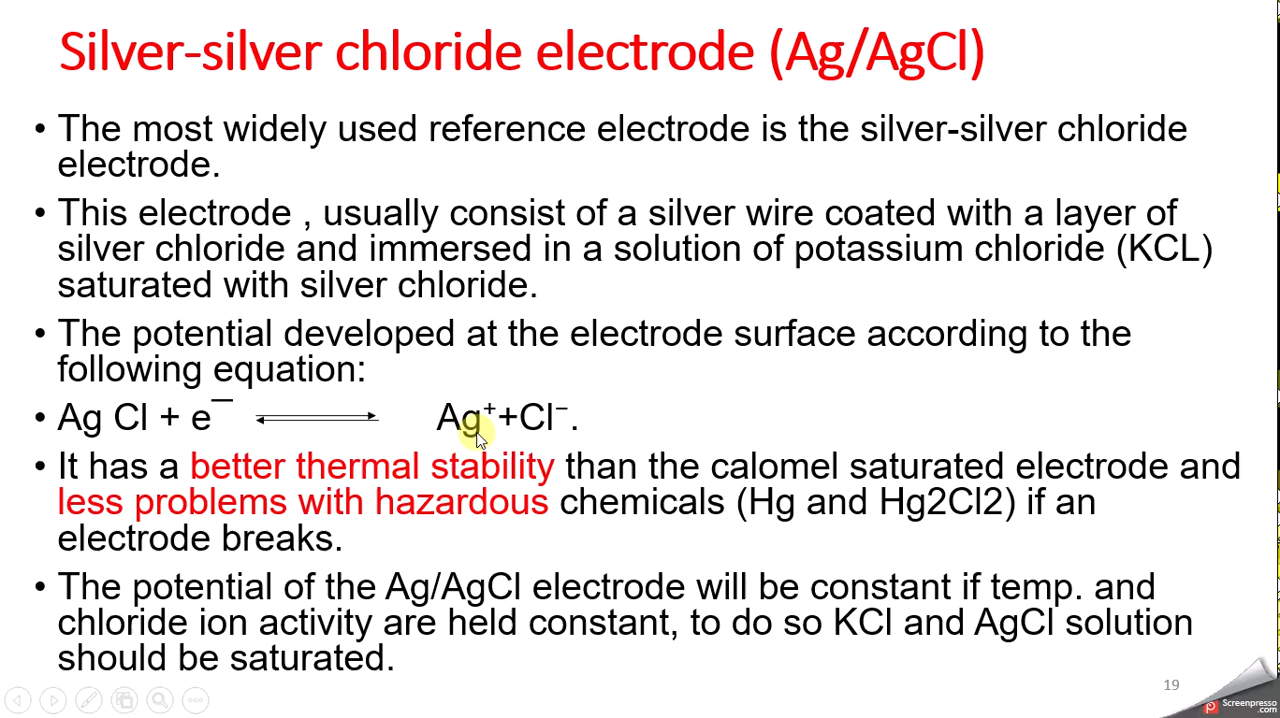 Silver-silver chloride electrode (Ag/AgCl)
• The most widely used reference electrode is the silver-silver chloride
electrode.
• This electrode , usually consist of a silver wire coated with a layer of
silver chloride and immersed in a solution of potassium chloride (KCL)
saturated with silver chloride.
• The potential developed at the electrode surface according to the
following equation:
• Ag Cl + e¯ ⇌ Ag⁺+Cl⁻.
• It has a better thermal stability than the calomel saturated electrode and
less problems with hazardous chemicals (Hg and Hg2Cl2) if an
electrode breaks.
• The potential of the Ag/AgCl electrode will be constant if temp. and
chloride ion activity are held constant, to do so KCl and AgCl solution
should be saturated.
19
Screenpresso
.com